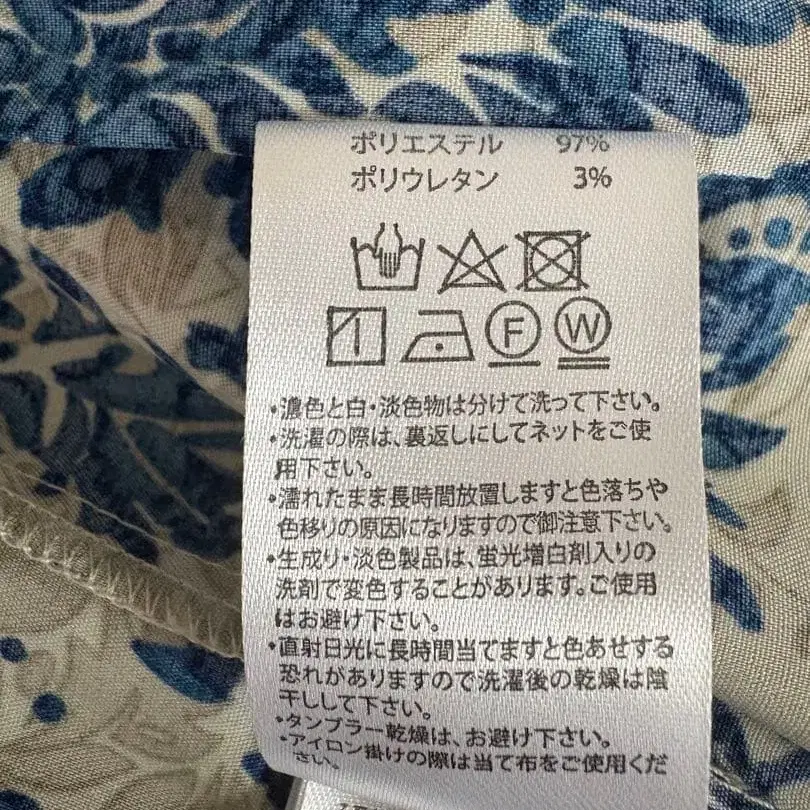 ポリエステル 97%
ポリウレタン 3%
F W
・濃色と白・淡色物は分けて洗って下さい。
・洗濯の際は、裏返しにしてネットをご使
用下さい。
・濡れたまま長時間放置しますと色落ちや
色移りの原因になりますので御注意下さい。
・生成り・淡色製品は、蛍光増白剤入りの
洗剤で変色することがあります。ご使用
はお避け下さい。
・直射日光に長時間当てますと色あせする
恐れがありますので洗濯後の乾燥は陰
干しして下さい。
・タンブラー乾燥は、お避け下さい。
・アイロン掛けの際は当て布をご使用くだ
さい。